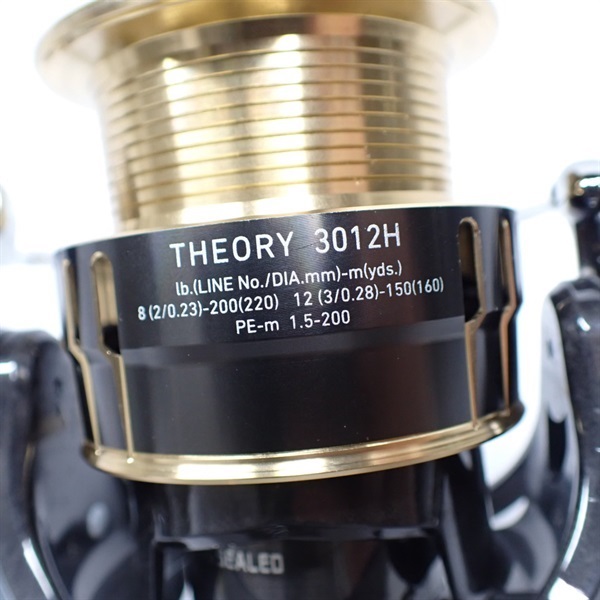 THEORY 3012H
lb.(LINE No./DIA.mm)-m(yds.)
8 (2/0.23)-200(220) 12 (3/0.28)-150(160)
PE-m 1.5-200
SEALED